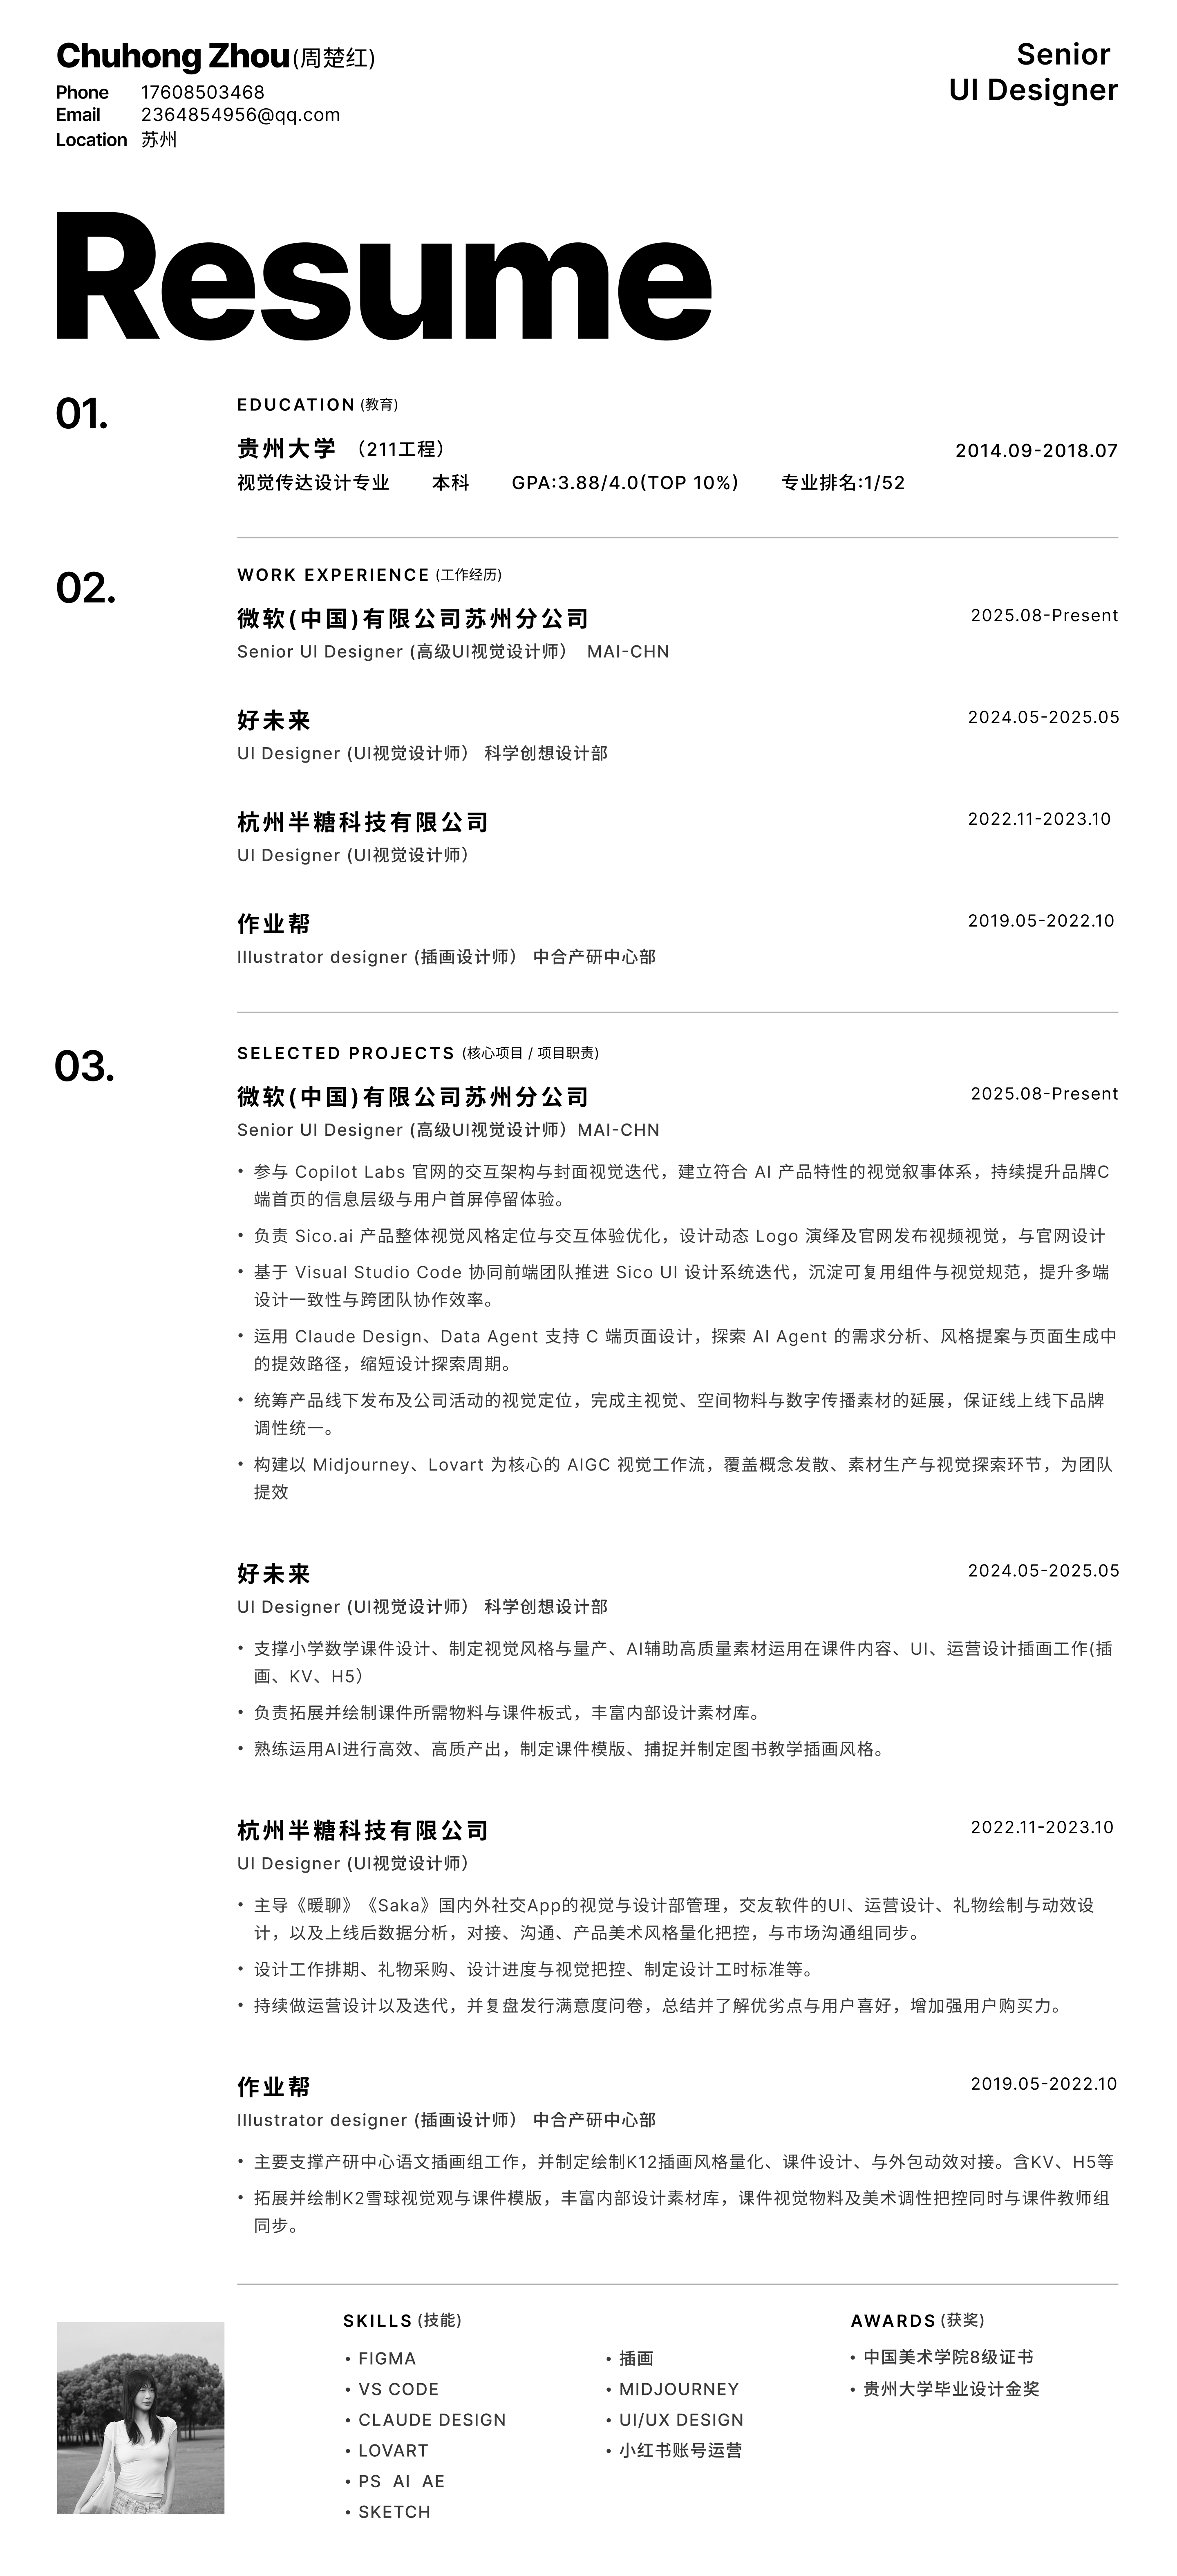 Chuhong Zhou(周楚红)
Senior
UI Designer
Phone 17608503468
Email 2364854956@qq.com
Location 苏州
Resume
01.
EDUCATION (教育)
贵州大学 （211工程）
2014.09-2018.07
视觉传达设计专业 本科 GPA:3.88/4.0(TOP 10%) 专业排名:1/52
02.
WORK EXPERIENCE (工作经历)
微软(中国)有限公司苏州分公司
2025.08-Present
Senior UI Designer (高级UI视觉设计师） MAI-CHN
好未来
2024.05-2025.05
UI Designer (UI视觉设计师） 科学创想设计部
杭州半糖科技有限公司
2022.11-2023.10
UI Designer (UI视觉设计师）
作业帮
2019.05-2022.10
Illustrator designer (插画设计师） 中合产研中心部
03.
SELECTED PROJECTS (核心项目 / 项目职责)
微软(中国)有限公司苏州分公司
2025.08-Present
Senior UI Designer (高级UI视觉设计师）MAI-CHN
• 参与 Copilot Labs 官网的交互架构与封面视觉迭代，建立符合 AI 产品特性的视觉叙事体系，持续提升品牌C
端首页的信息层级与用户首屏停留体验。
• 负责 Sico.ai 产品整体视觉风格定位与交互体验优化，设计动态 Logo 演绎及官网发布视频视觉，与官网设计
• 基于 Visual Studio Code 协同前端团队推进 Sico UI 设计系统迭代，沉淀可复用组件与视觉规范，提升多端
设计一致性与跨团队协作效率。
• 运用 Claude Design、Data Agent 支持 C 端页面设计，探索 AI Agent 的需求分析、风格提案与页面生成中
的提效路径，缩短设计探索周期。
• 统筹产品线下发布及公司活动的视觉定位，完成主视觉、空间物料与数字传播素材的延展，保证线上线下品牌
调性统一。
• 构建以 Midjourney、Lovart 为核心的 AIGC 视觉工作流，覆盖概念发散、素材生产与视觉探索环节，为团队
提效
好未来
2024.05-2025.05
UI Designer (UI视觉设计师） 科学创想设计部
• 支撑小学数学课件设计、制定视觉风格与量产、AI辅助高质量素材运用在课件内容、UI、运营设计插画工作(插
画、KV、H5）
• 负责拓展并绘制课件所需物料与课件板式，丰富内部设计素材库。
• 熟练运用AI进行高效、高质产出，制定课件模版、捕捉并制定图书教学插画风格。
杭州半糖科技有限公司
2022.11-2023.10
UI Designer (UI视觉设计师）
• 主导《暖聊》《Saka》国内外社交App的视觉与设计部管理，交友软件的UI、运营设计、礼物绘制与动效设
计，以及上线后数据分析，对接、沟通、产品美术风格量化把控，与市场沟通组同步。
• 设计工作排期、礼物采购、设计进度与视觉把控、制定设计工时标准等。
• 持续做运营设计以及迭代，并复盘发行满意度问卷，总结并了解优劣点与用户喜好，增加强用户购买力。
作业帮
2019.05-2022.10
Illustrator designer (插画设计师） 中合产研中心部
• 主要支撑产研中心语文插画组工作，并制定绘制K12插画风格量化、课件设计、与外包动效对接。含KV、H5等
• 拓展并绘制K2雪球视觉观与课件模版，丰富内部设计素材库，课件视觉物料及美术调性把控同时与课件教师组
同步。
SKILLS (技能)
• FIGMA
• VS CODE
• CLAUDE DESIGN
• LOVART
• PS AI AE
• SKETCH
• 插画
• MIDJOURNEY
• UI/UX DESIGN
• 小红书账号运营
AWARDS (获奖)
• 中国美术学院8级证书
• 贵州大学毕业设计金奖